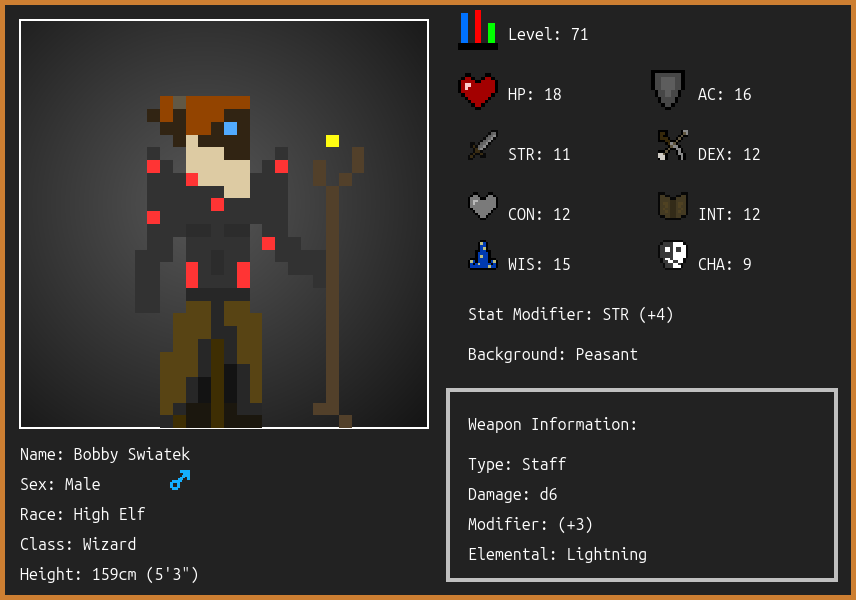 Level: 71
HP: 18
AC: 16
STR: 11
DEX: 12
CON: 12
INT: 12
WIS: 15
CHA: 9
Stat Modifier: STR (+4)
Background: Peasant
Weapon Information:
Type: Staff
Damage: d6
Modifier: (+3)
Elemental: Lightning
Name: Bobby Swiatek
Sex: Male
Race: High Elf
Class: Wizard
Height: 159cm (5'3")